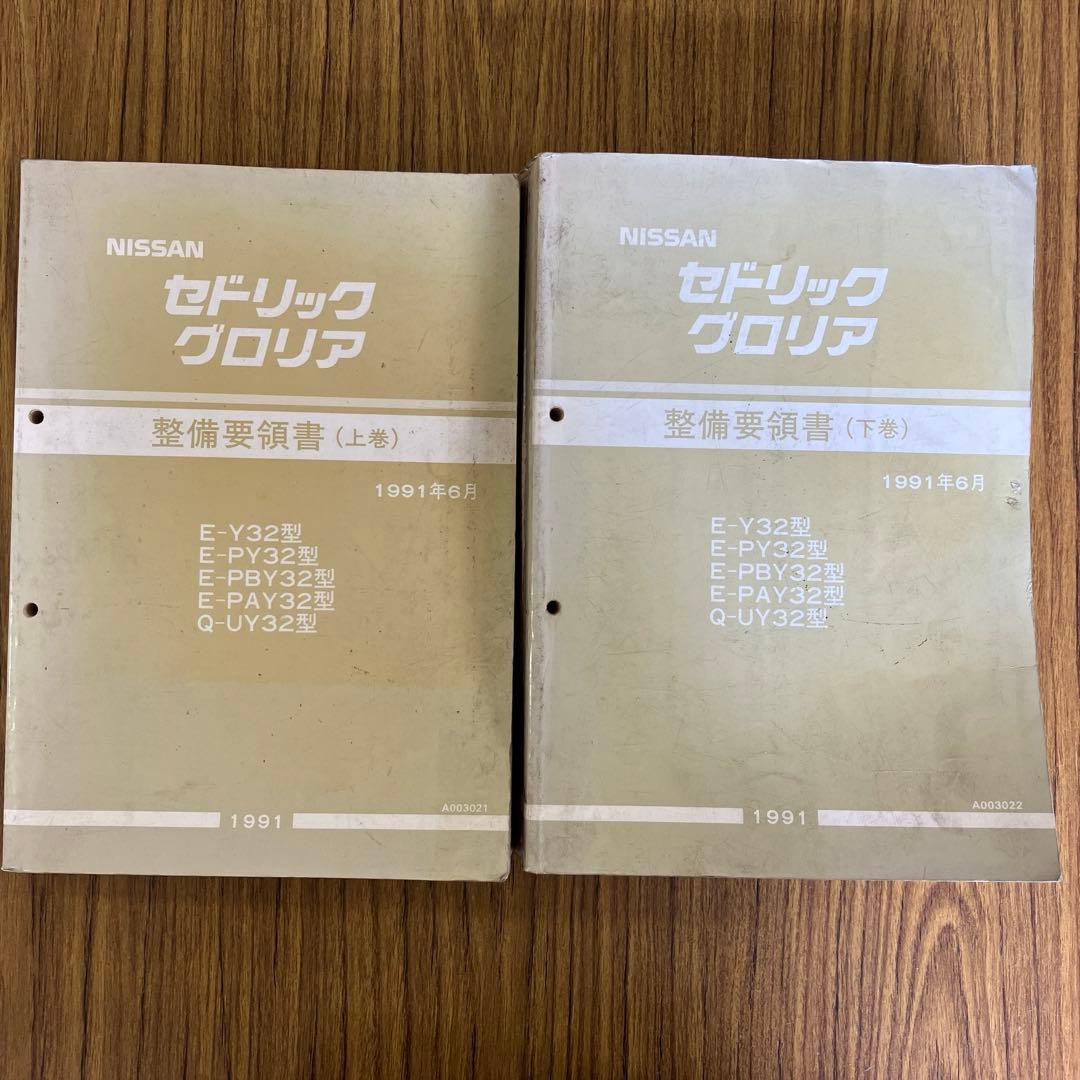 NISSAN
セドリック
グロリア
整備要領書（上巻）
1991年6月
E-Y32型
E-PY32型
E-PBY32型
E-PAY32型
Q-UY32型
A003021
1991
NISSAN
セドリック
グロリア
整備要領書（下巻）
1991年6月
E-Y32型
E-PY32型
E-PBY32型
E-PAY32型
Q-UY32型
A003022
1991